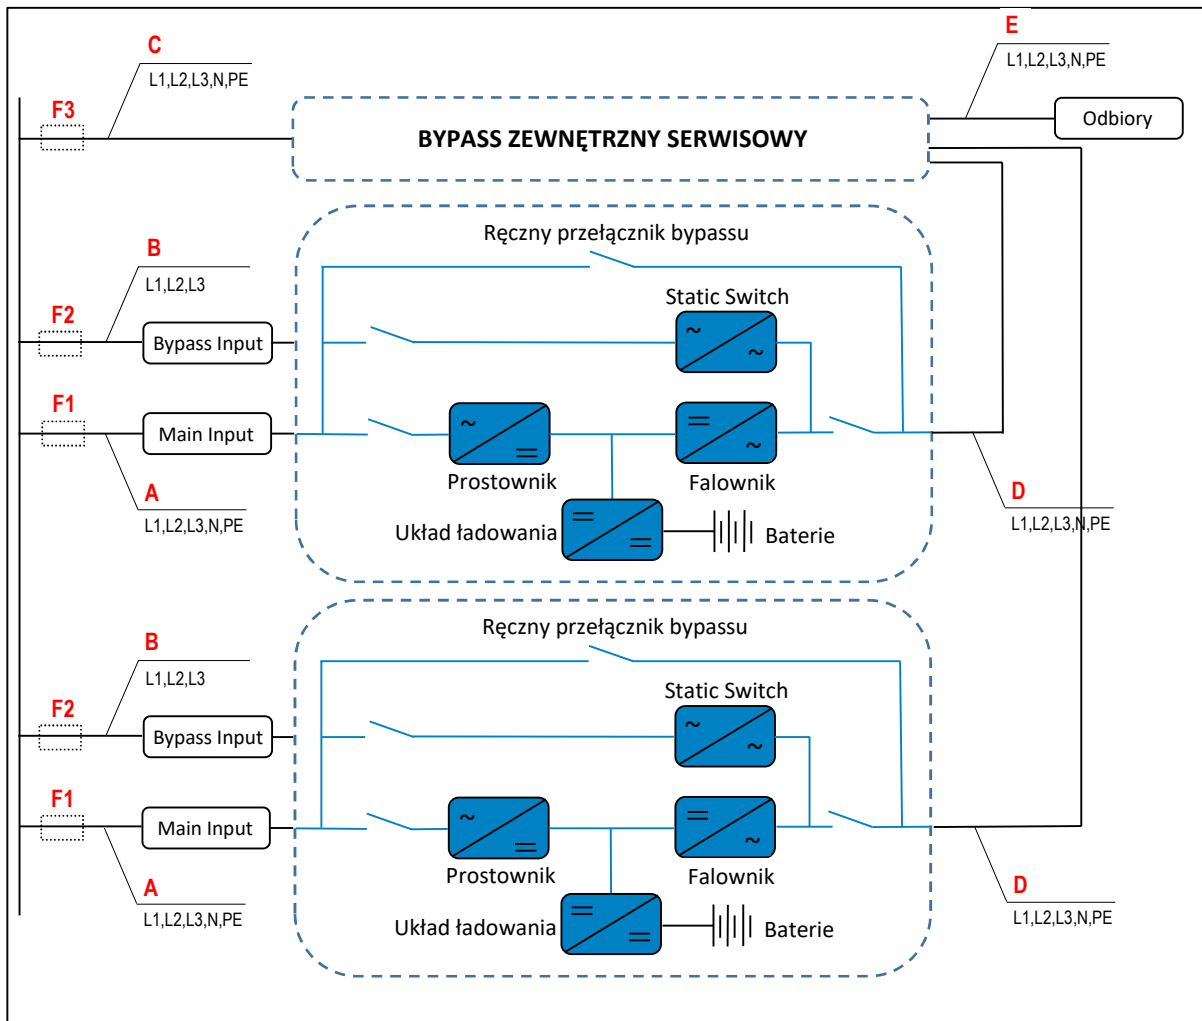 C
E
L1,L2,L3,N,PE
L1,L2,L3,N,PE
F3
BYPASS ZEWNĘTRZNY SERWISOWY
Odbiory
B
Ręczny przełącznik bypassu
L1,L2,L3
F2
Static Switch
Bypass Input
F1
Main Input
Prostownik
Falownik
A
D
L1,L2,L3,N,PE
L1,L2,L3,N,PE
Układ ładowania
Baterie
B
Ręczny przełącznik bypassu
L1,L2,L3
F2
Static Switch
Bypass Input
F1
Main Input
Prostownik
Falownik
A
D
L1,L2,L3,N,PE
L1,L2,L3,N,PE
Układ ładowania
Baterie